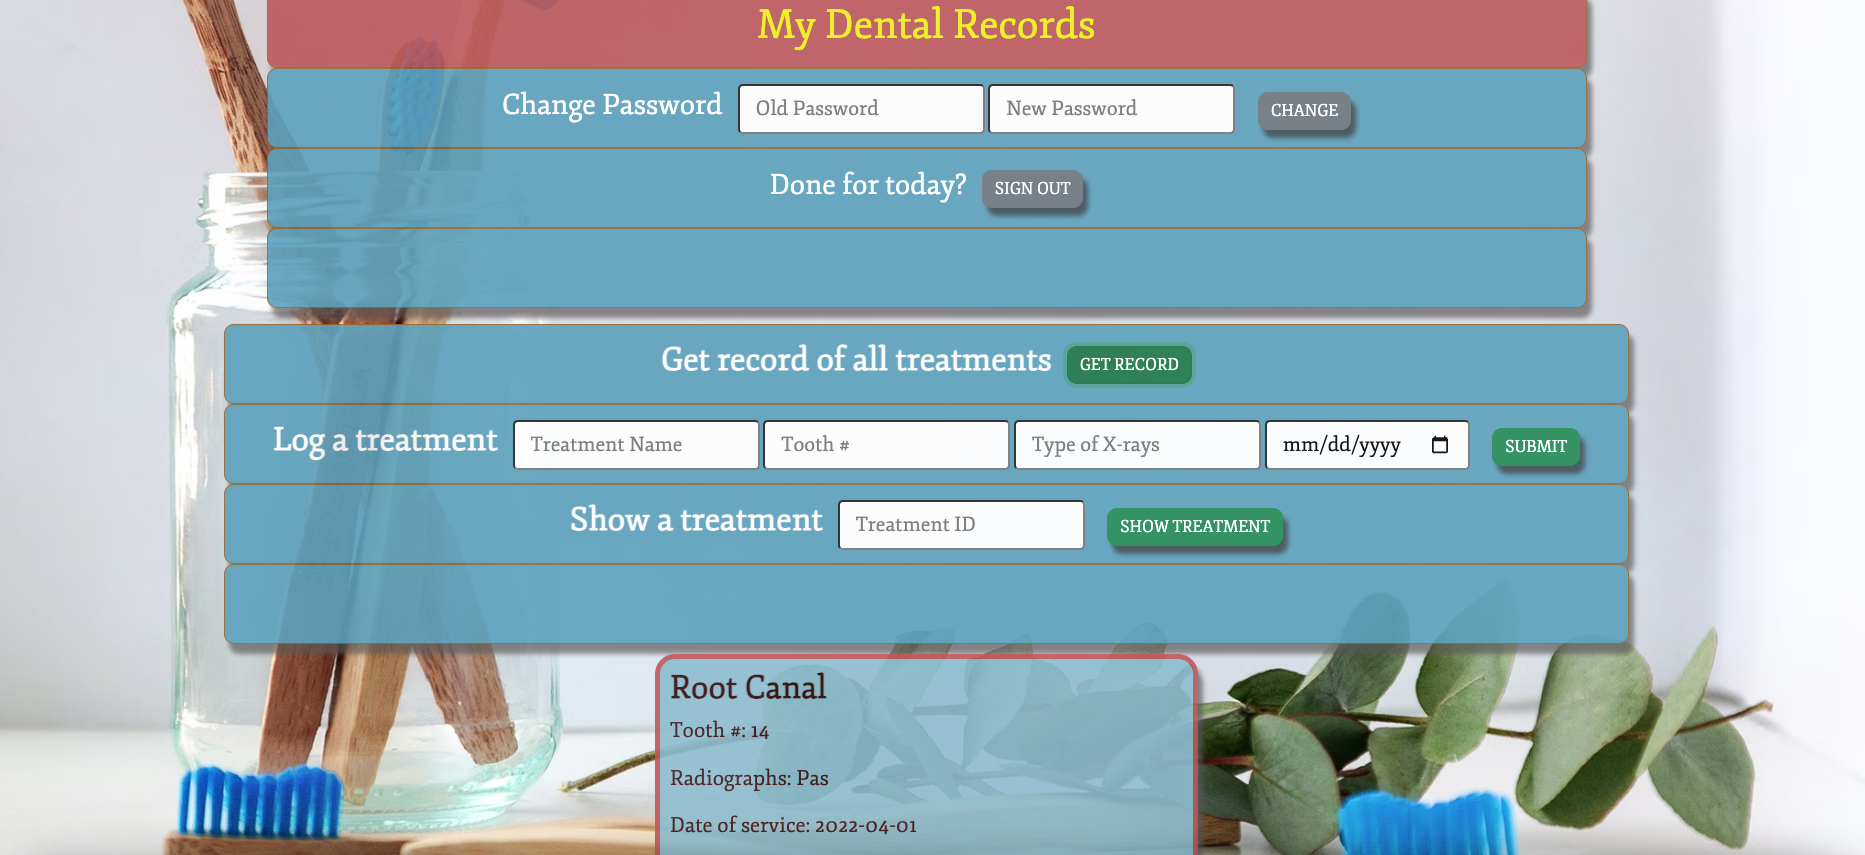 My Dental Records
Change Password Old Password New Password CHANGE
Done for today? SIGN OUT
Get record of all treatments GET RECORD
Log a treatment Treatment Name Tooth # Type of X-rays mm/dd/yyyy SUBMIT
Show a treatment Treatment ID SHOW TREATMENT
Root Canal
Tooth #: 14
Radiographs: Pas
Date of service: 2022-04-01